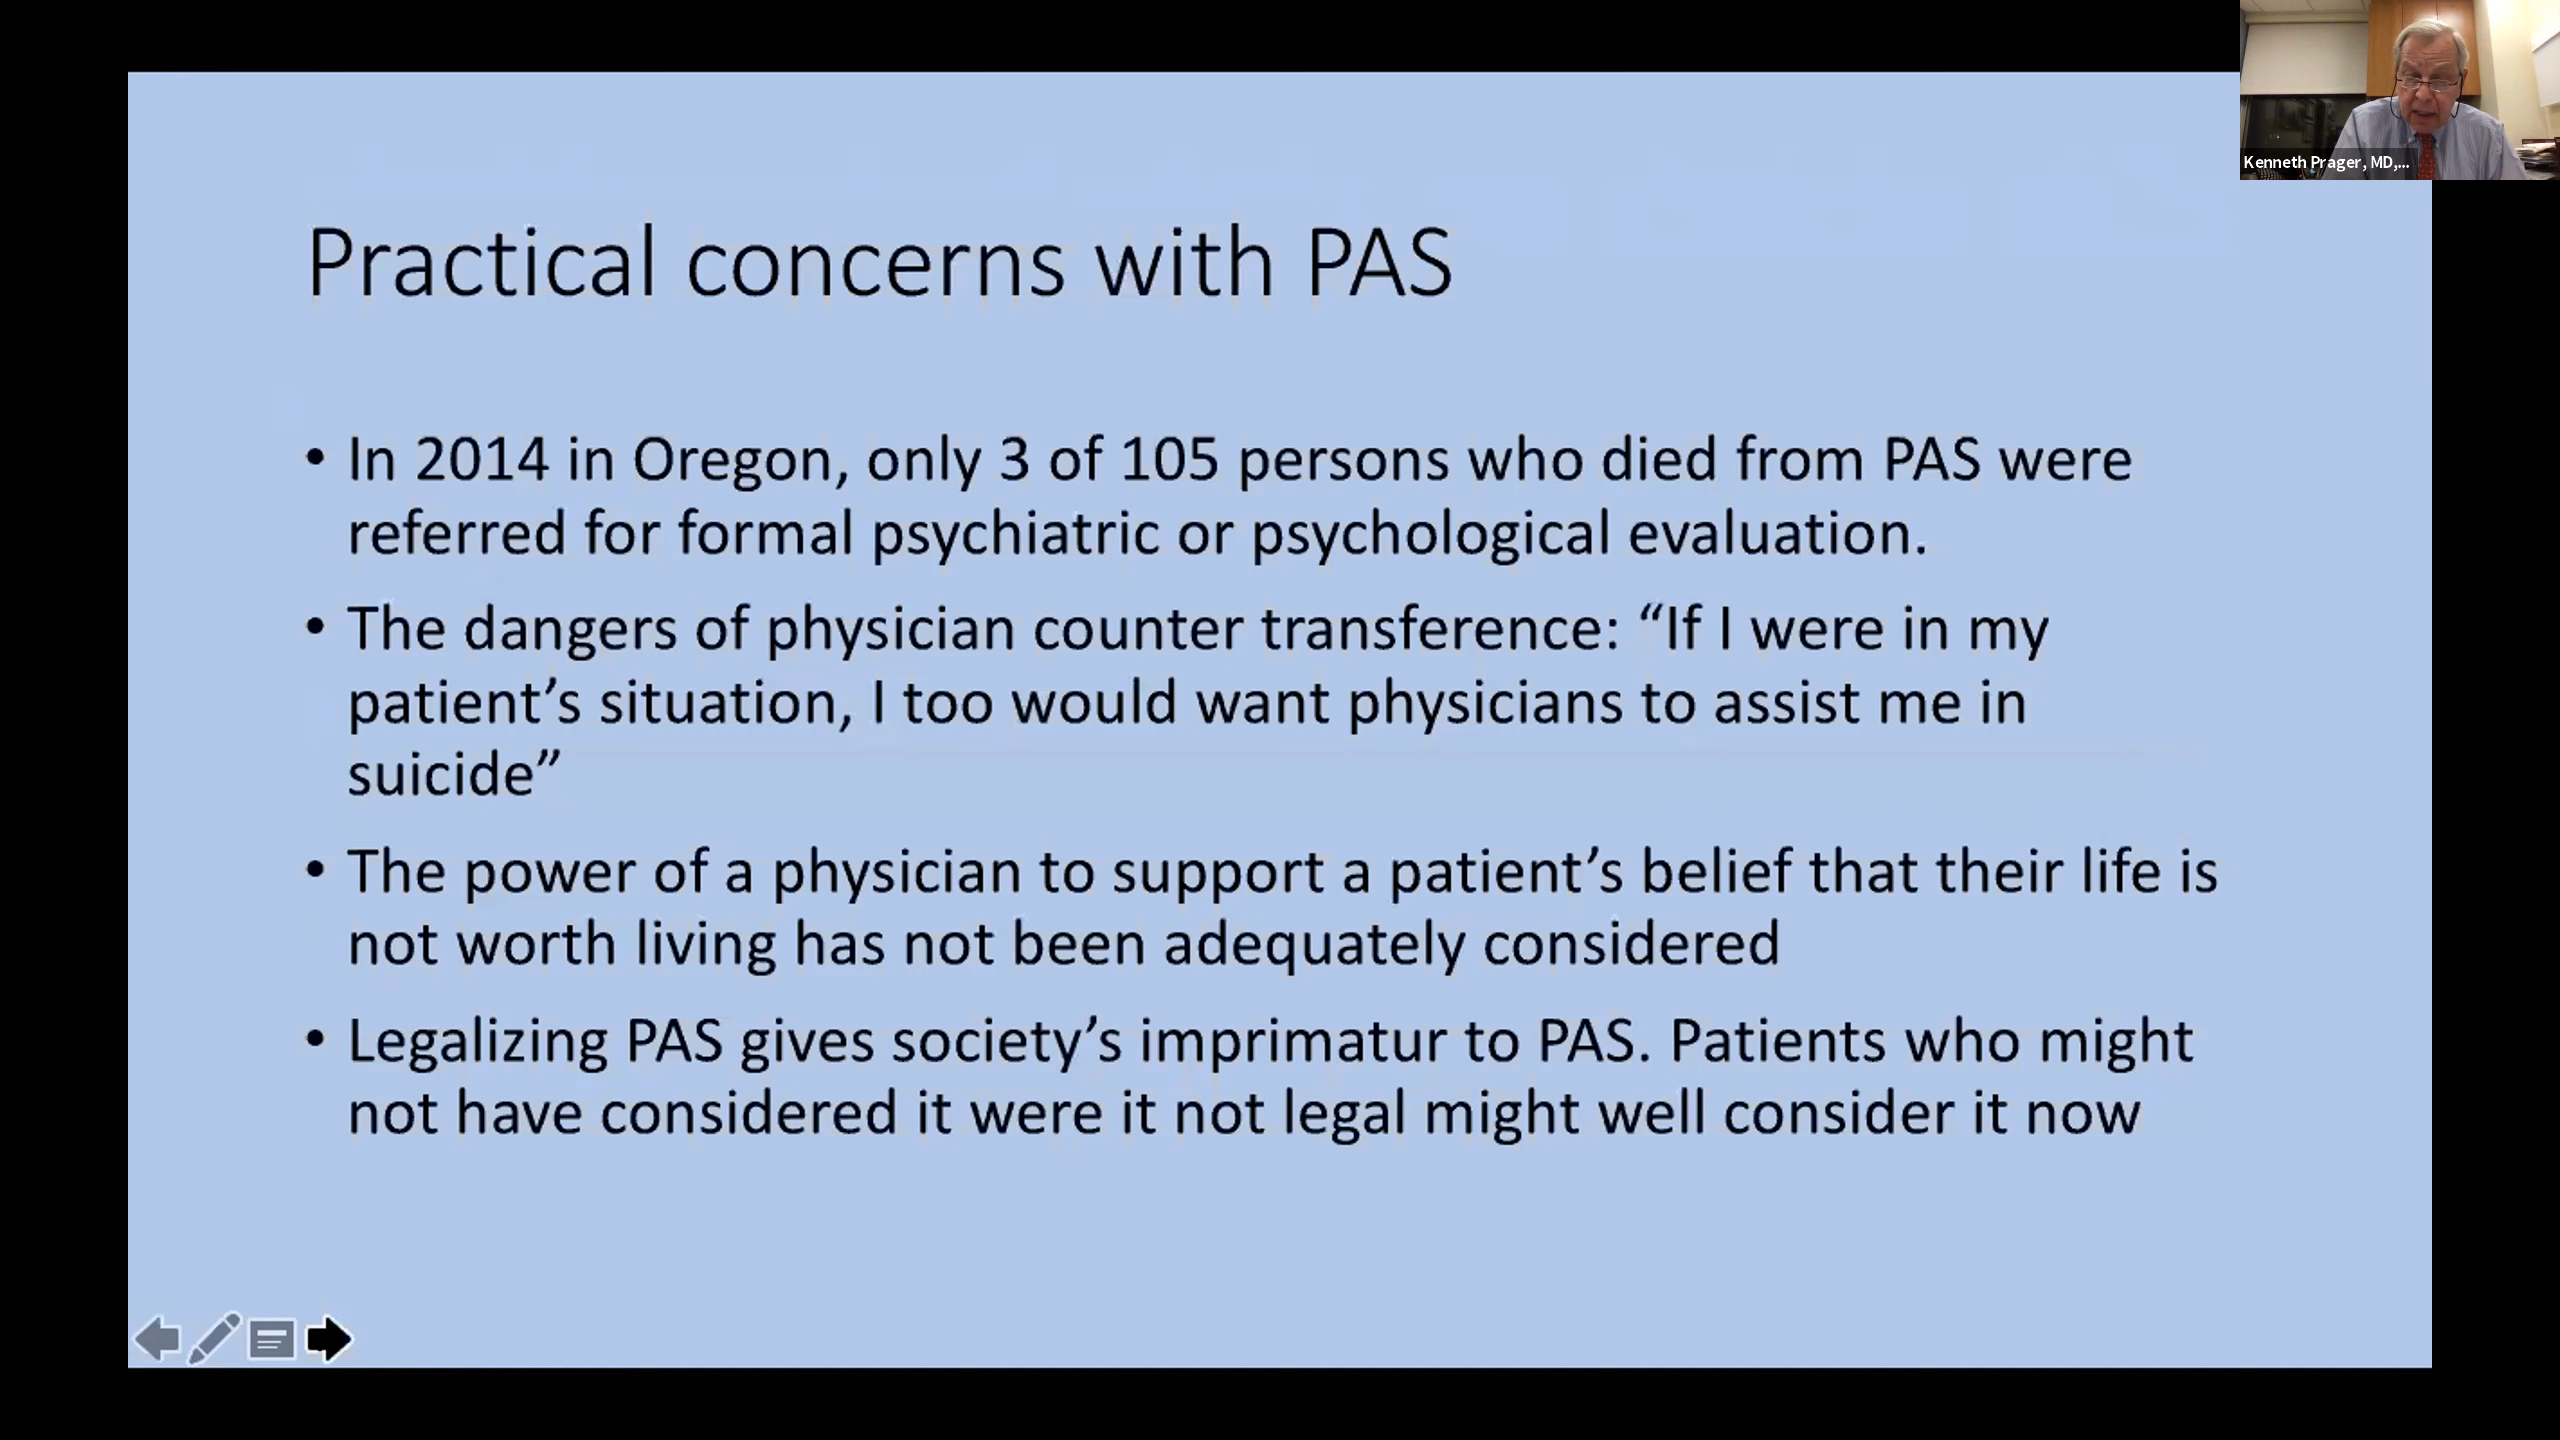 Kenneth Prager, MD,...
Practical concerns with PAS
• In 2014 in Oregon, only 3 of 105 persons who died from PAS were
referred for formal psychiatric or psychological evaluation.
• The dangers of physician counter transference: “If I were in my
patient’s situation, I too would want physicians to assist me in
suicide”
• The power of a physician to support a patient’s belief that their life is
not worth living has not been adequately considered
• Legalizing PAS gives society’s imprimatur to PAS. Patients who might
not have considered it were it not legal might well consider it now